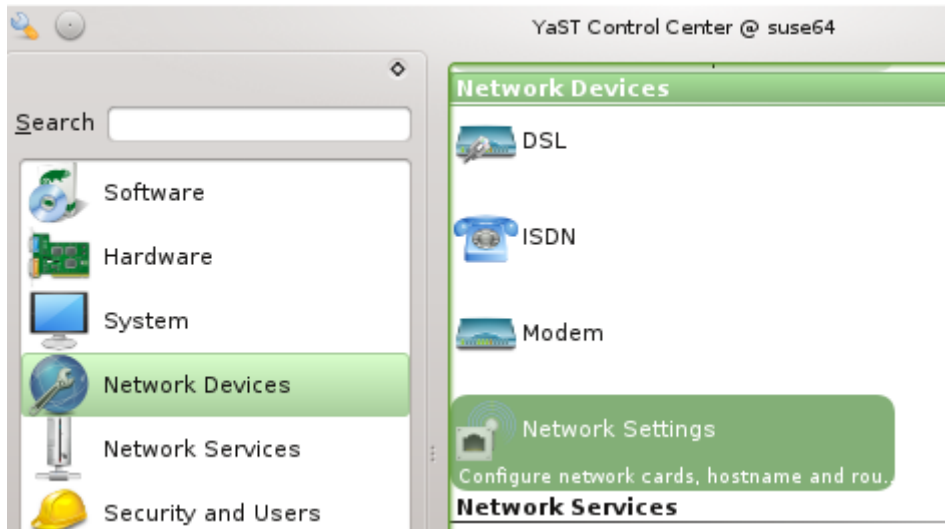 YaST Control Center @ suse64
Search
Software
Hardware
System
Network Devices
Network Services
Security and Users
Network Devices
DSL
ISDN
Modem
Network Settings
Configure network cards, hostname and rou..
Network Services